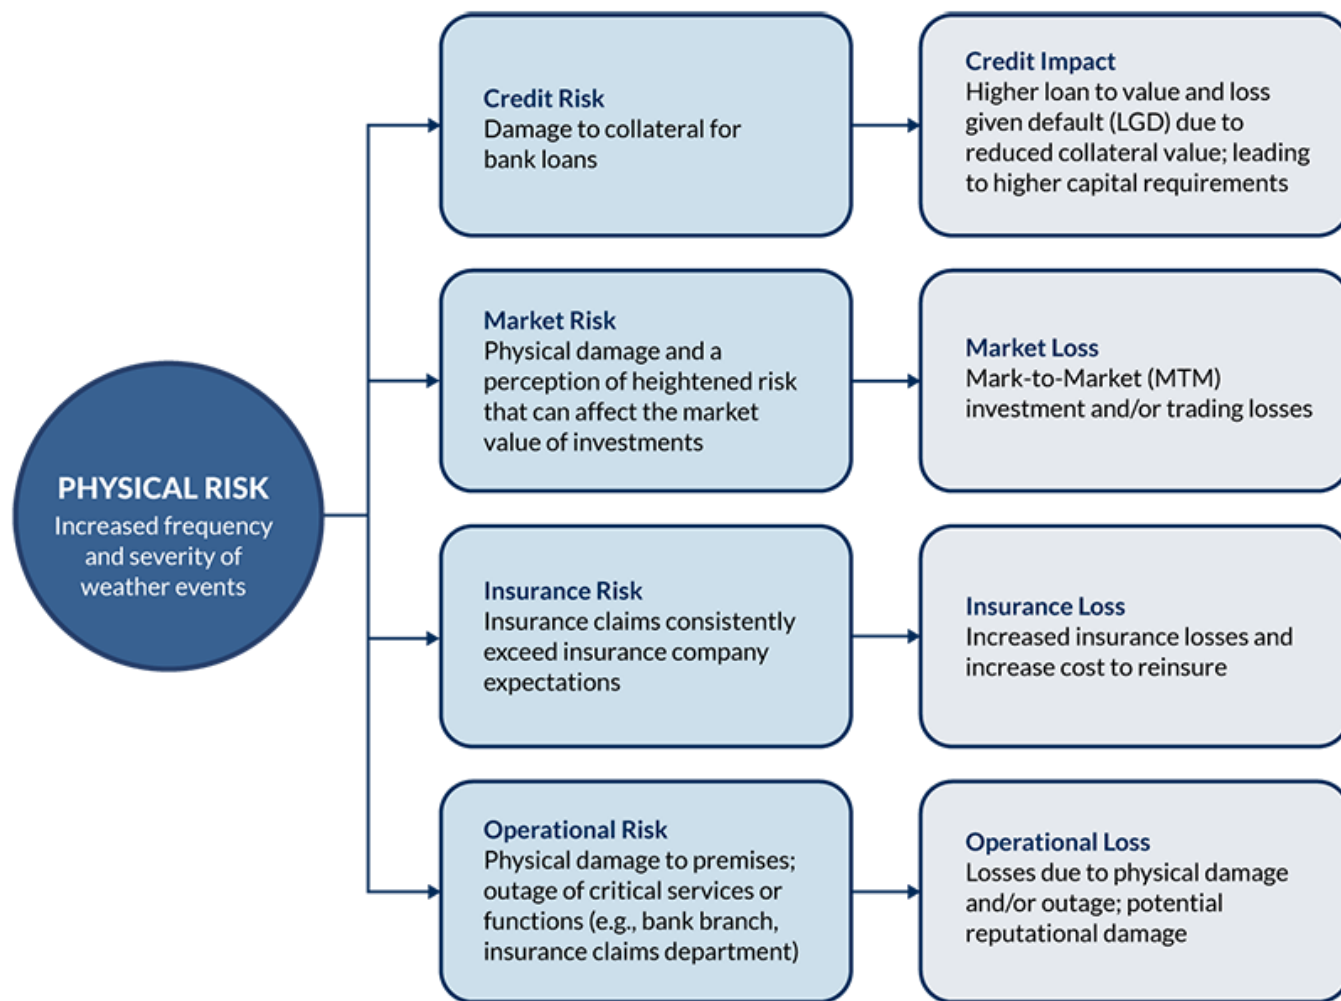 PHYSICAL RISK
Increased frequency
and severity of
weather events
Credit Risk
Damage to collateral for
bank loans
Credit Impact
Higher loan to value and loss
given default (LGD) due to
reduced collateral value; leading
to higher capital requirements
Market Risk
Physical damage and a
perception of heightened risk
that can affect the market
value of investments
Market Loss
Mark-to-Market (MTM)
investment and/or trading losses
Insurance Risk
Insurance claims consistently
exceed insurance company
expectations
Insurance Loss
Increased insurance losses and
increase cost to reinsure
Operational Risk
Physical damage to premises;
outage of critical services or
functions (e.g., bank branch,
insurance claims department)
Operational Loss
Losses due to physical damage
and/or outage; potential
reputational damage